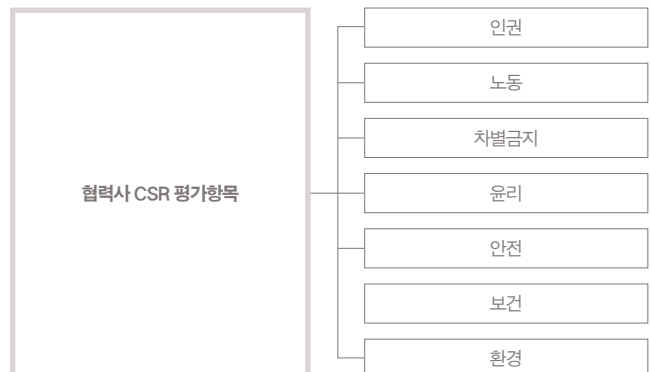 협력사 CSR 평가항목
인권
노동
차별금지
윤리
안전
보건
환경